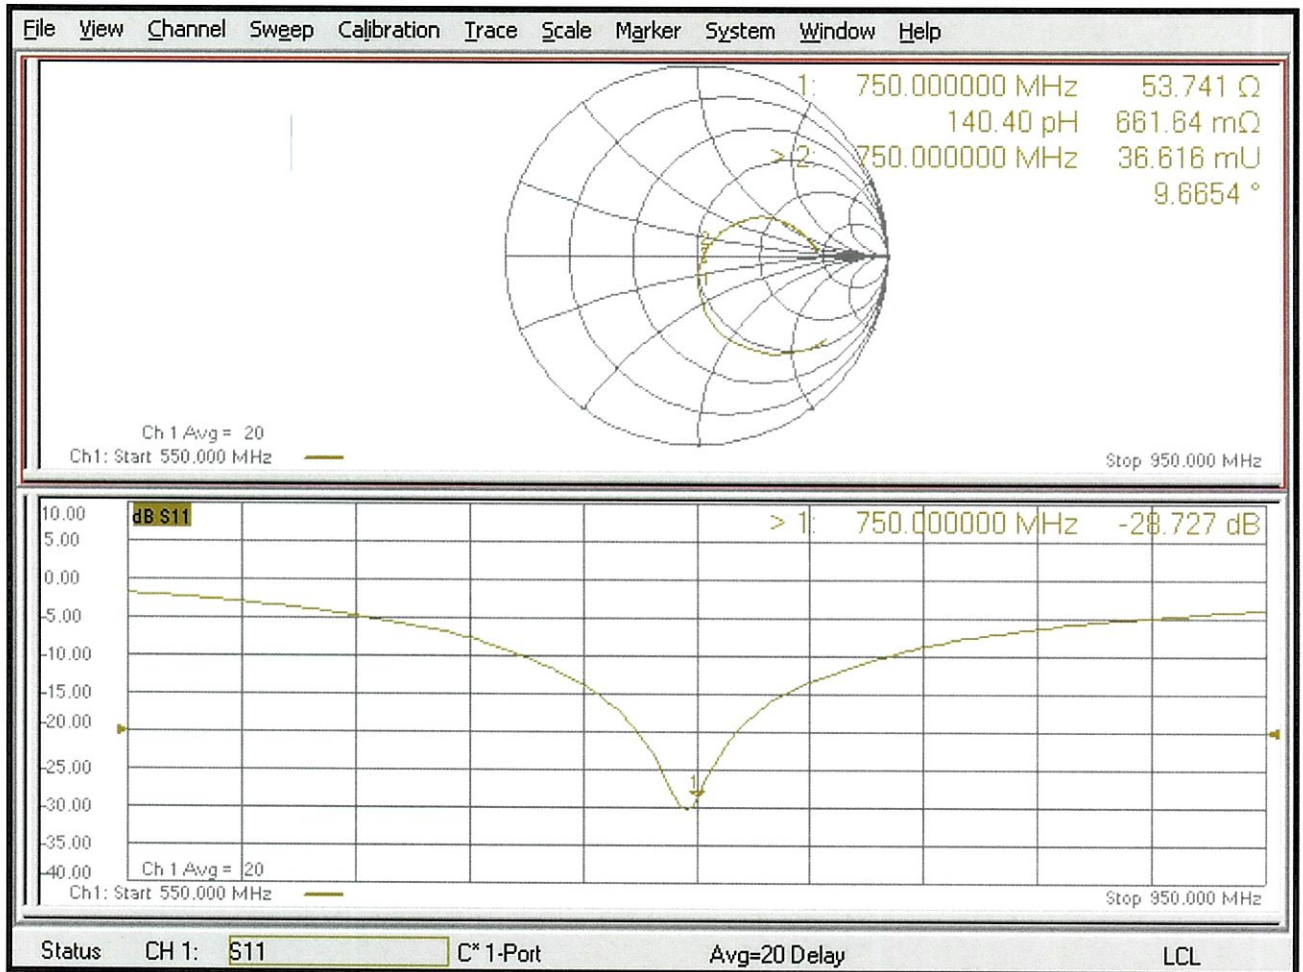 File View Channel Sweep Calibration Trace Scale Marker System Window Help
1: 750.000000 MHz 53.741 Ω
140.40 pH 661.64 mΩ
> 2: 750.000000 MHz 36.616 mU
9.6654 °
2
1
Ch 1 Avg = 20
Ch1: Start 550.000 MHz
Stop 950.000 MHz
10.00
dB S11
> 1: 750.000000 MHz -28.727 dB
5.00
0.00
-5.00
-10.00
-15.00
-20.00
-25.00
1
-30.00
-35.00
-40.00
Ch 1 Avg = 20
Ch1: Start 550.000 MHz
Stop 950.000 MHz
Status CH 1: S11 C* 1-Port Avg=20 Delay LCL